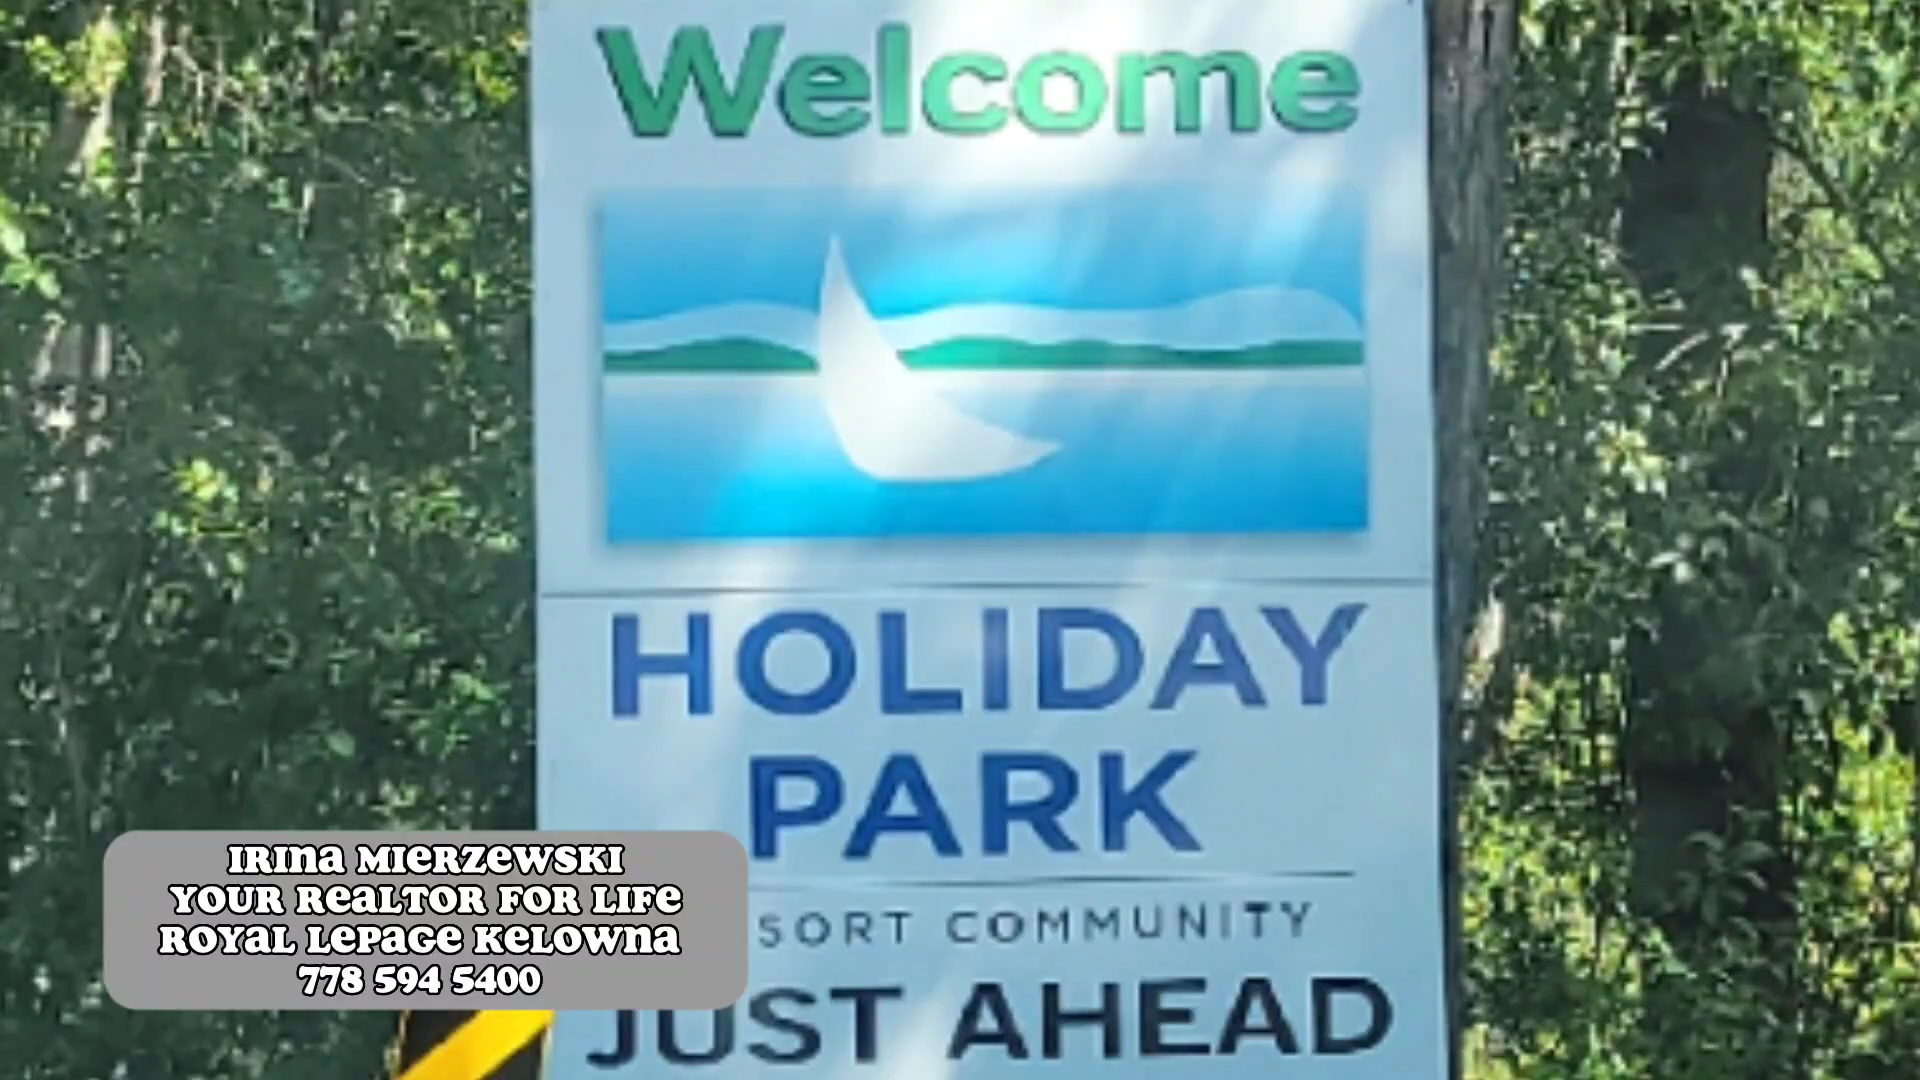 Welcome
HOLIDAY
PARK
SORT COMMUNITY
JUST AHEAD
IRINA MIERZEWSKI
YOUR REALTOR FOR LIFE
ROYAL LEPAGE KELOWNA
778 594 5400